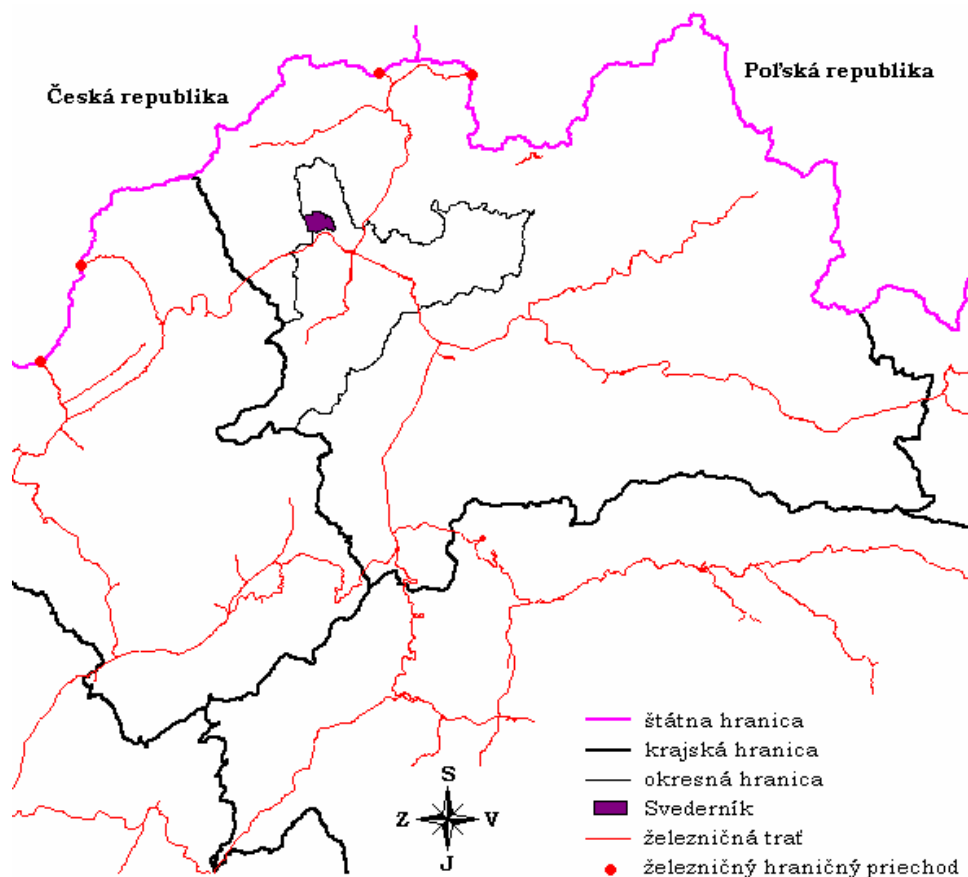 Česká republika
Poľská republika
štátna hranica
krajská hranica
okresná hranica
Svederník
železničná trať
železničný hraničný priechod
S
Z V
J